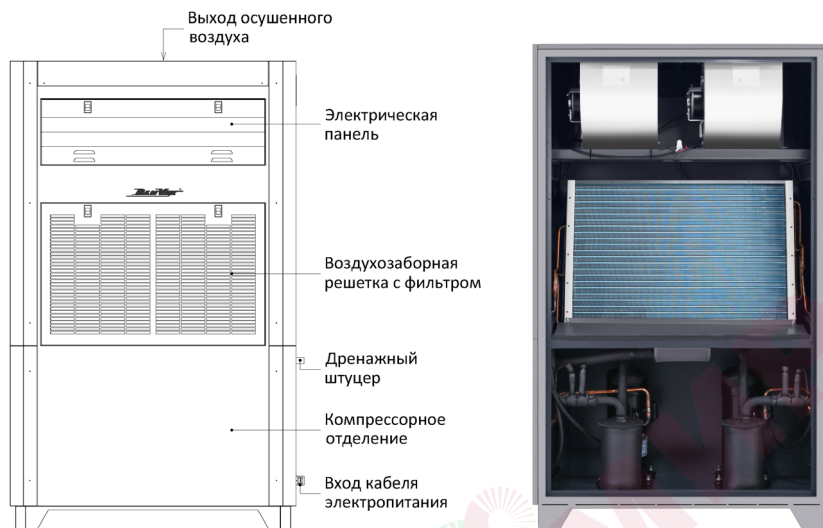 Выход осушенного
воздуха
Электрическая
панель
Воздухозаборная
решетка с фильтром
Дренажный
штуцер
Компрессорное
отделение
Вход кабеля
электропитания